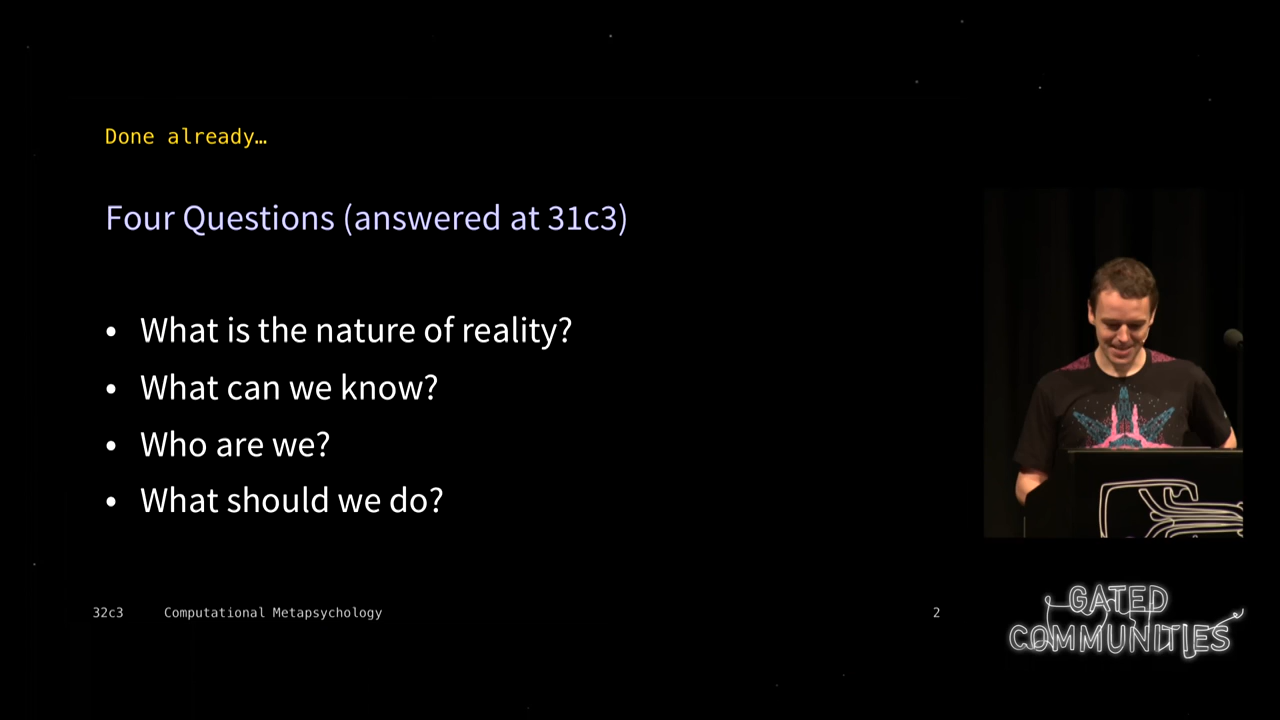 Done already…
Four Questions (answered at 31c3)
• What is the nature of reality?
• What can we know?
• Who are we?
• What should we do?
32c3 Computational Metapsychology 2
GATED
COMMUNITIES